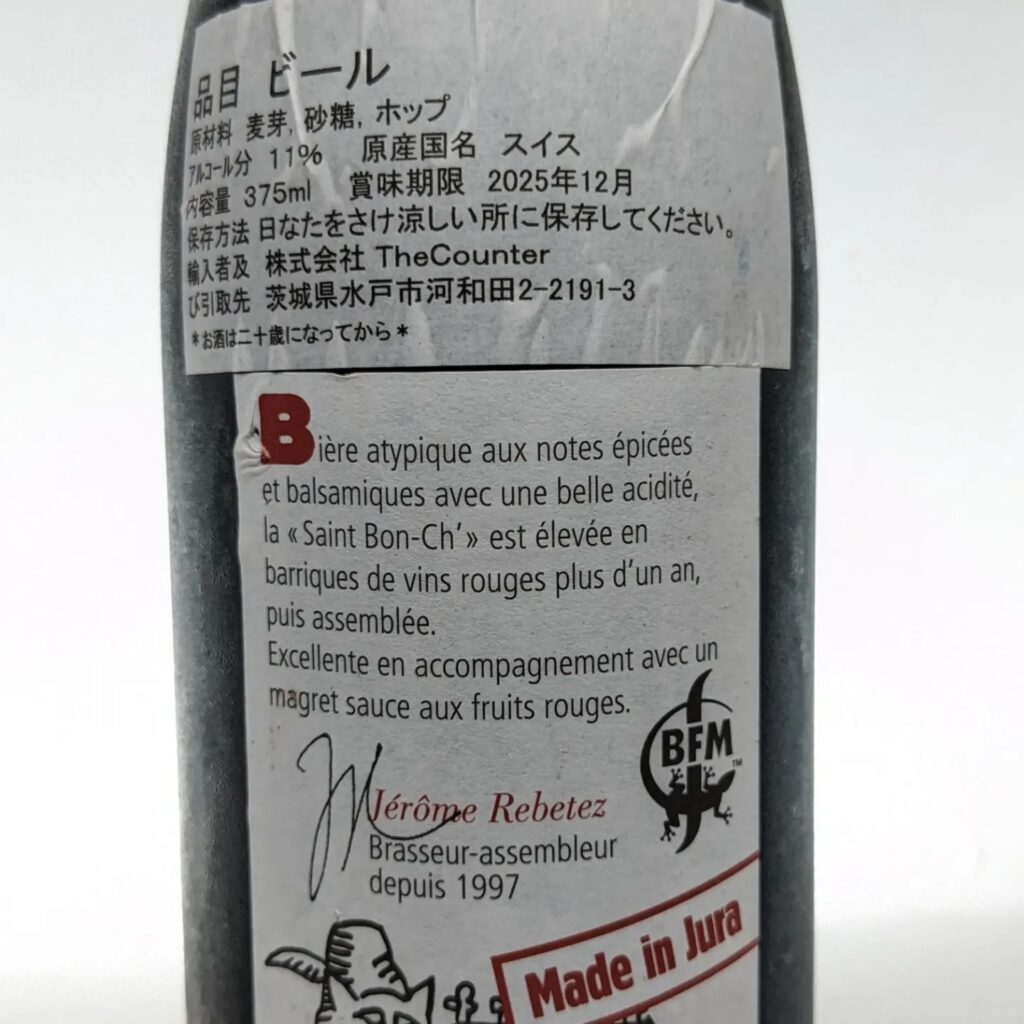 品目 ビール
原材料 麦芽, 砂糖, ホップ
アルコール分 11% 原産国名 スイス
内容量 375ml 賞味期限 2025年12月
保存方法 日なたをさけ涼しい所に保存してください。
輸入者及 株式会社 TheCounter
び引取先 茨城県水戸市河和田2-2191-3
*お酒は二十歳になってから*
Bière atypique aux notes épicées
et balsamiques avec une belle acidité,
la « Saint Bon-Ch' » est élevée en
barriques de vins rouges plus d'un an,
puis assemblée.
Excellente en accompagnement avec un
magret sauce aux fruits rouges.
BFM™
Jérôme Rebetez
Brasseur-assembleur
depuis 1997
Made in Jura